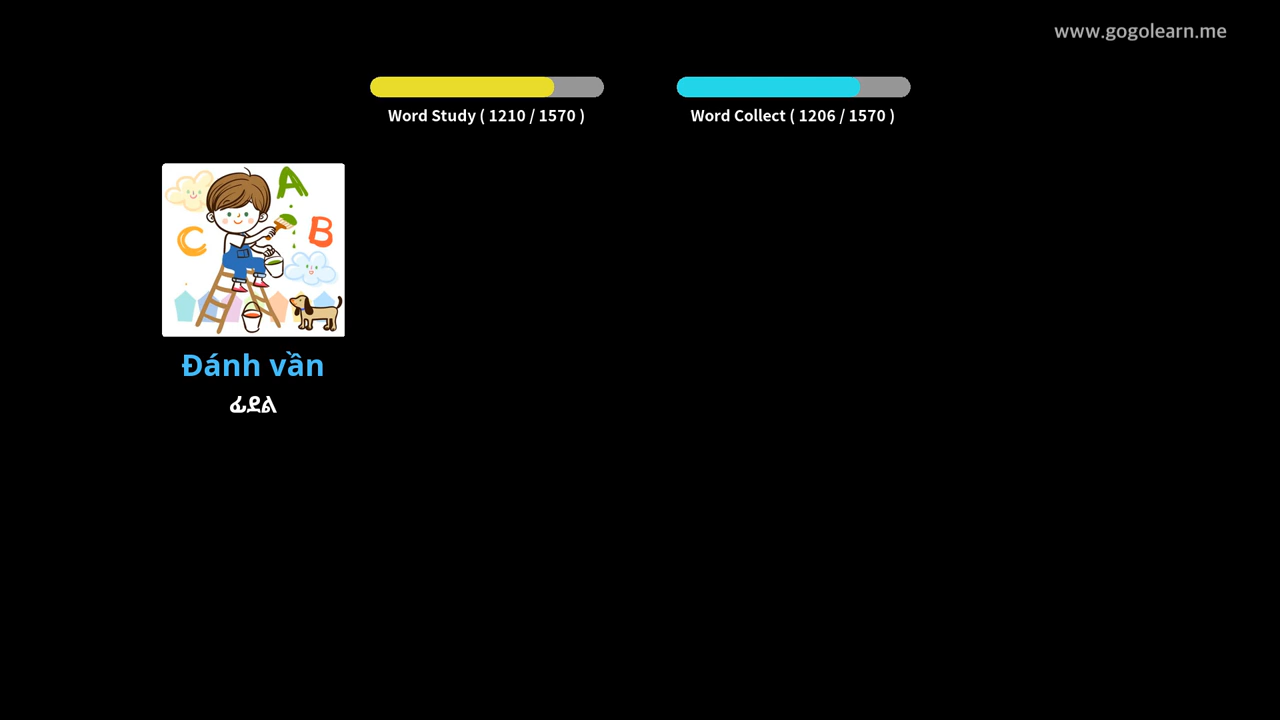 www.gogolearn.me
Word Study ( 1210 / 1570 )
Word Collect ( 1206 / 1570 )
A
B
C
Đánh vần
ፊደል